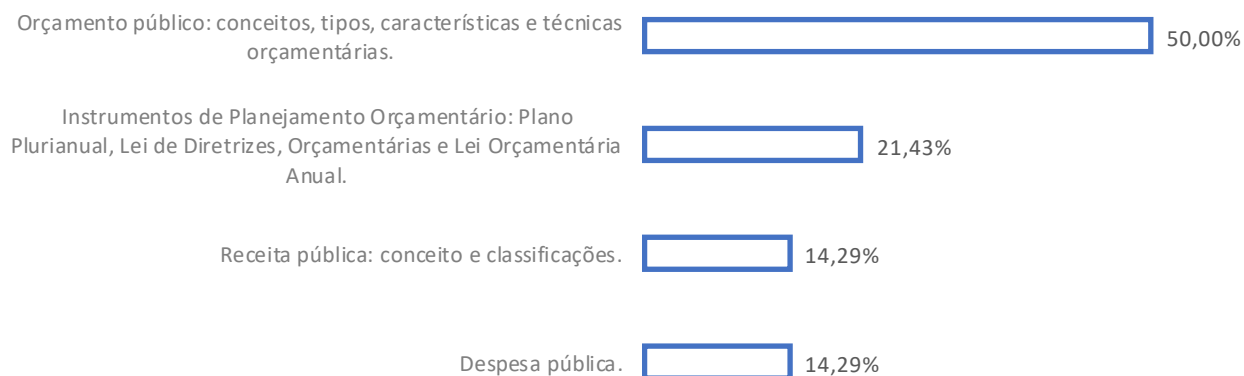 Orçamento público: conceitos, tipos, características e técnicas
orçamentárias.
50,00%
Instrumentos de Planejamento Orçamentário: Plano
Plurianual, Lei de Diretrizes, Orçamentárias e Lei Orçamentária
Anual.
21,43%
Receita pública: conceito e classificações.
14,29%
Despesa pública.
14,29%